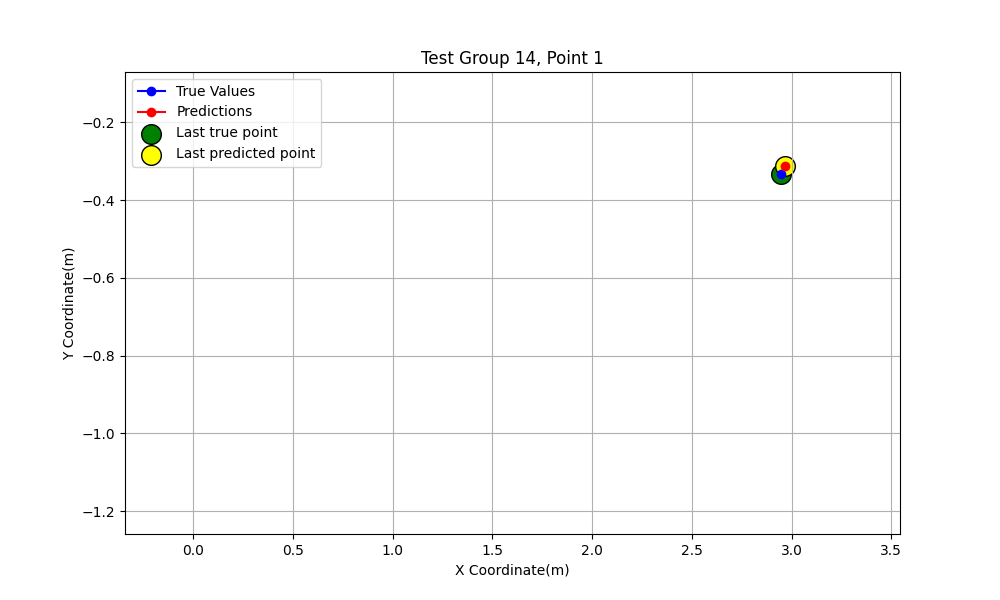 Test Group 14, Point 1
True Values
Predictions
Last true point
Last predicted point
Y Coordinate(m)
−0.2
−0.4
−0.6
−0.8
−1.0
−1.2
0.0 0.5 1.0 1.5 2.0 2.5 3.0 3.5
X Coordinate(m)